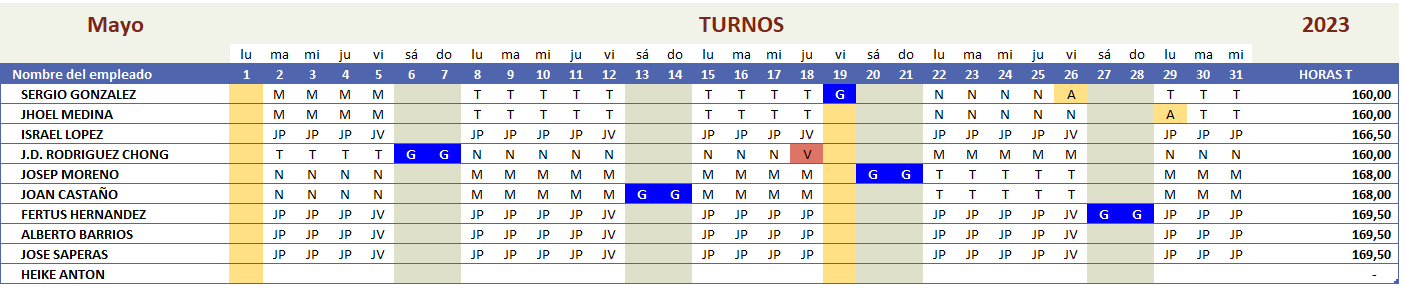 Mayo TURNOS 2023
lu ma mi ju vi sá do lu ma mi ju vi sá do lu ma mi ju vi sá do lu ma mi ju vi sá do lu ma mi
Nombre del empleado 1 2 3 4 5 6 7 8 9 10 11 12 13 14 15 16 17 18 19 20 21 22 23 24 25 26 27 28 29 30 31 HORAS T
SERGIO GONZALEZ M M M M T T T T T T T T T G N N N N A T T T 160,00
JHOEL MEDINA M M M M T T T T T T T T T N N N N N A T T 160,00
ISRAEL LOPEZ JP JP JP JV JP JP JP JP JV JP JP JP JV JP JP JP JP JV JP JP JP 166,50
J.D. RODRIGUEZ CHONG T T T T G G N N N N N N N N V M M M M M N N N 160,00
JOSEP MORENO N N N N M M M M M M M M M G G T T T T T M M M 168,00
JOAN CASTAÑO N N N N M M M M M G G M M M M T T T T T M M M 168,00
FERTUS HERNANDEZ JP JP JP JV JP JP JP JP JV JP JP JP JP JP JP JP JP JV G G JP JP JP 169,50
ALBERTO BARRIOS JP JP JP JV JP JP JP JP JV JP JP JP JP JP JP JP JP JV JP JP JP 169,50
JOSE SAPERAS JP JP JP JV JP JP JP JP JV JP JP JP JP JP JP JP JP JV JP JP JP 169,50
HEIKE ANTON -